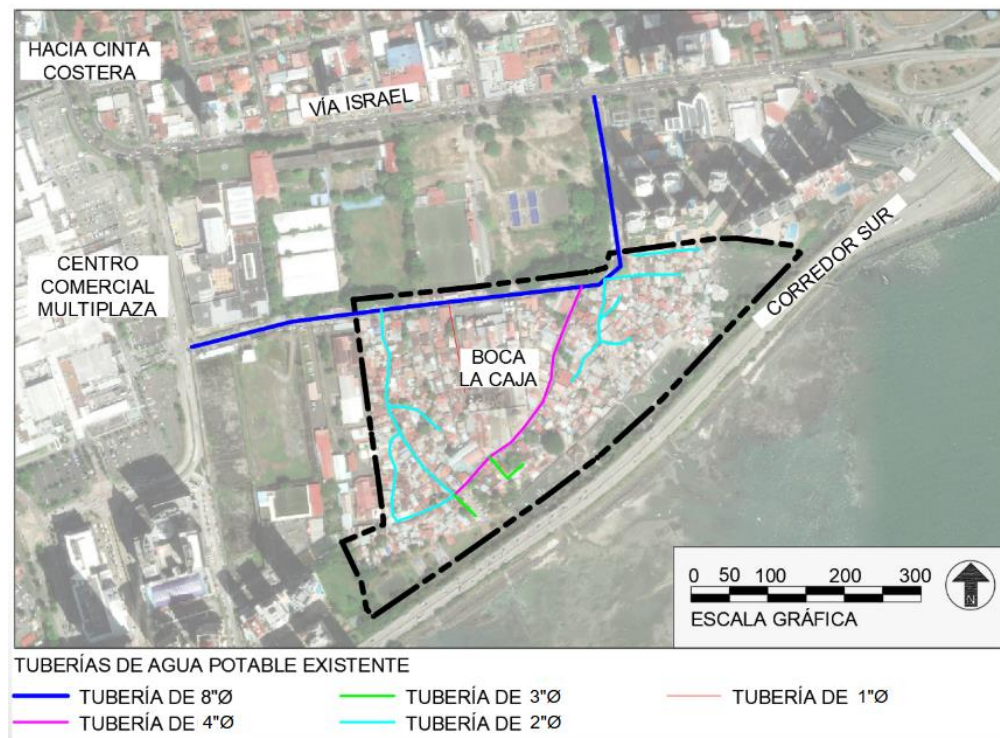 HACIA CINTA
COSTERA
VÍA ISRAEL
CENTRO
COMERCIAL
MULTIPLAZA
CORREDOR SUR
BOCA
LA CAJA
0 50 100 200 300
ESCALA GRÁFICA
N
TUBERÍAS DE AGUA POTABLE EXISTENTE
TUBERÍA DE 8"Ø TUBERÍA DE 3"Ø TUBERÍA DE 1"Ø
TUBERÍA DE 4"Ø TUBERÍA DE 2"Ø